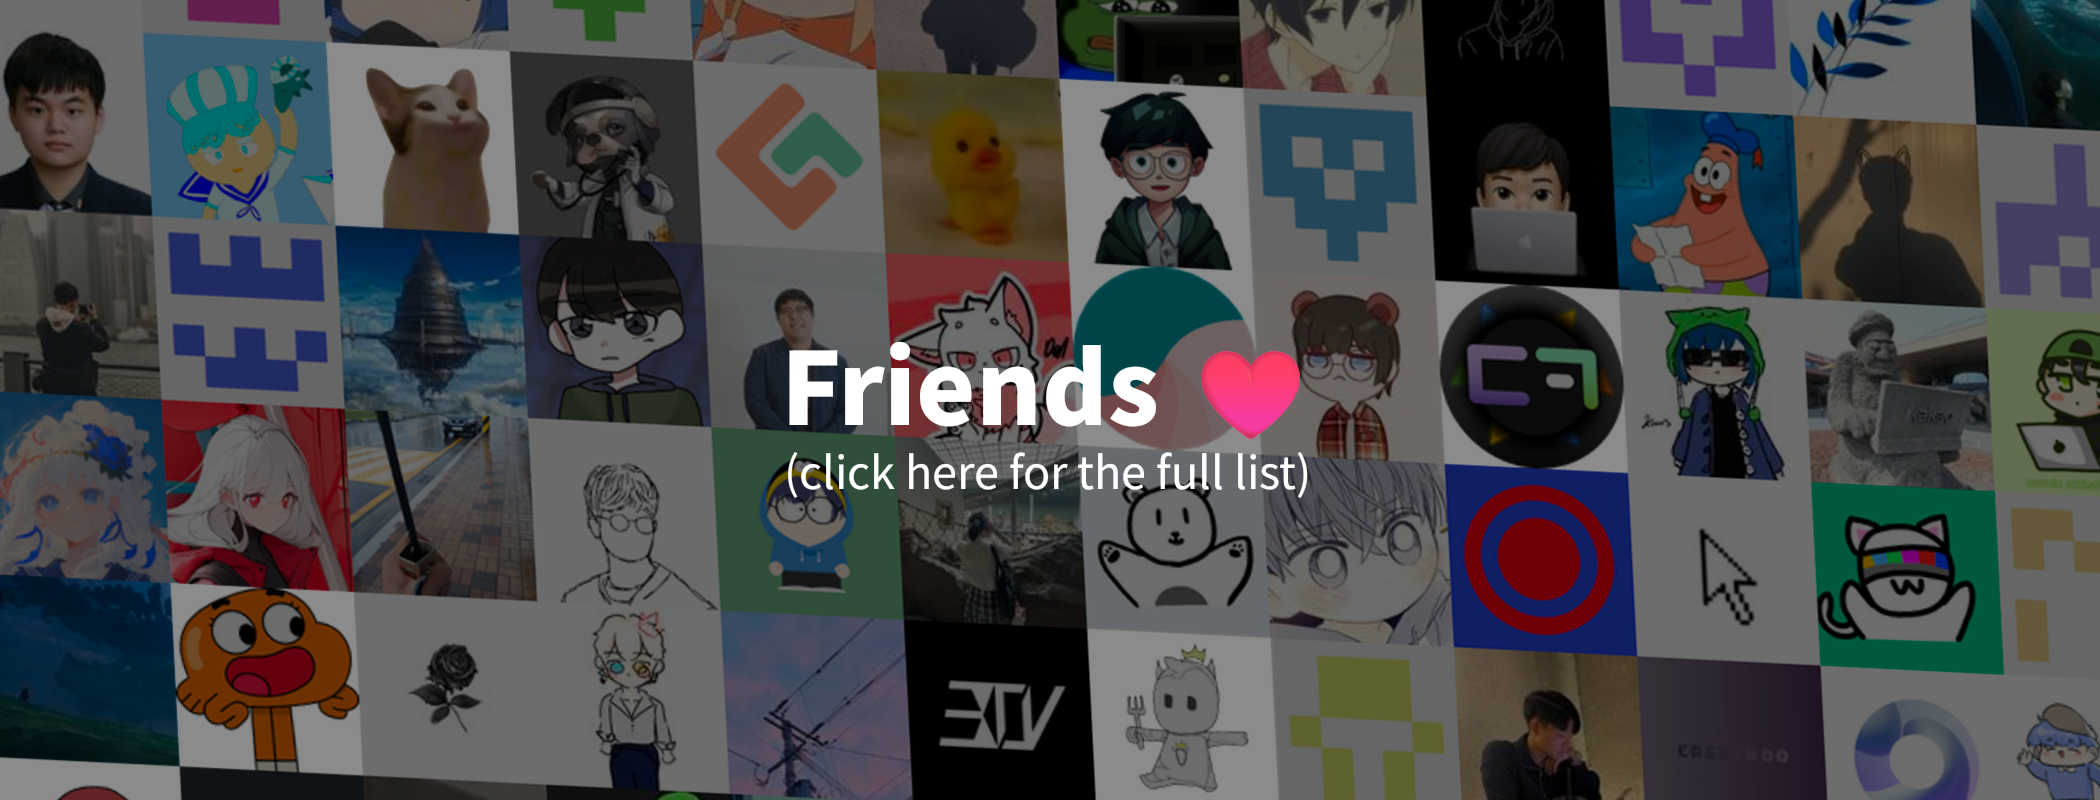 Friends ❤
(click here for the full list)